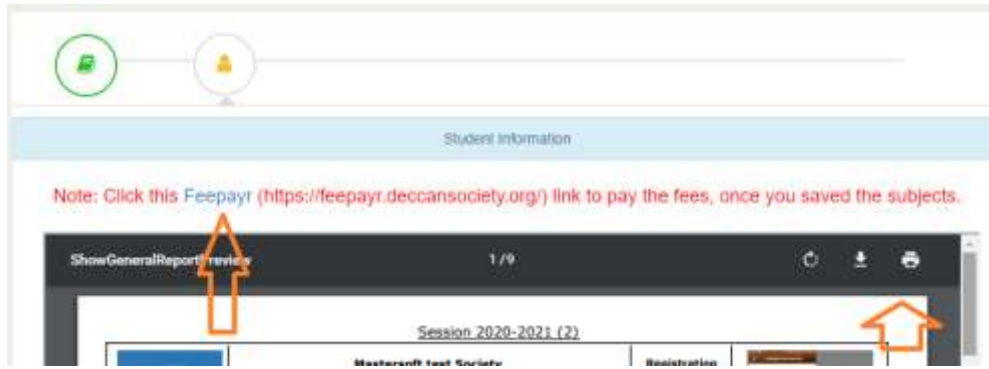 Student Information
Note: Click this Feepayr (https://feepayr.deccansociety.org/) link to pay the fees, once you saved the subjects.
ShowGeneralReportPreview 1 / 9
Session 2020-2021 (2)
Mastersoft test Society Registration